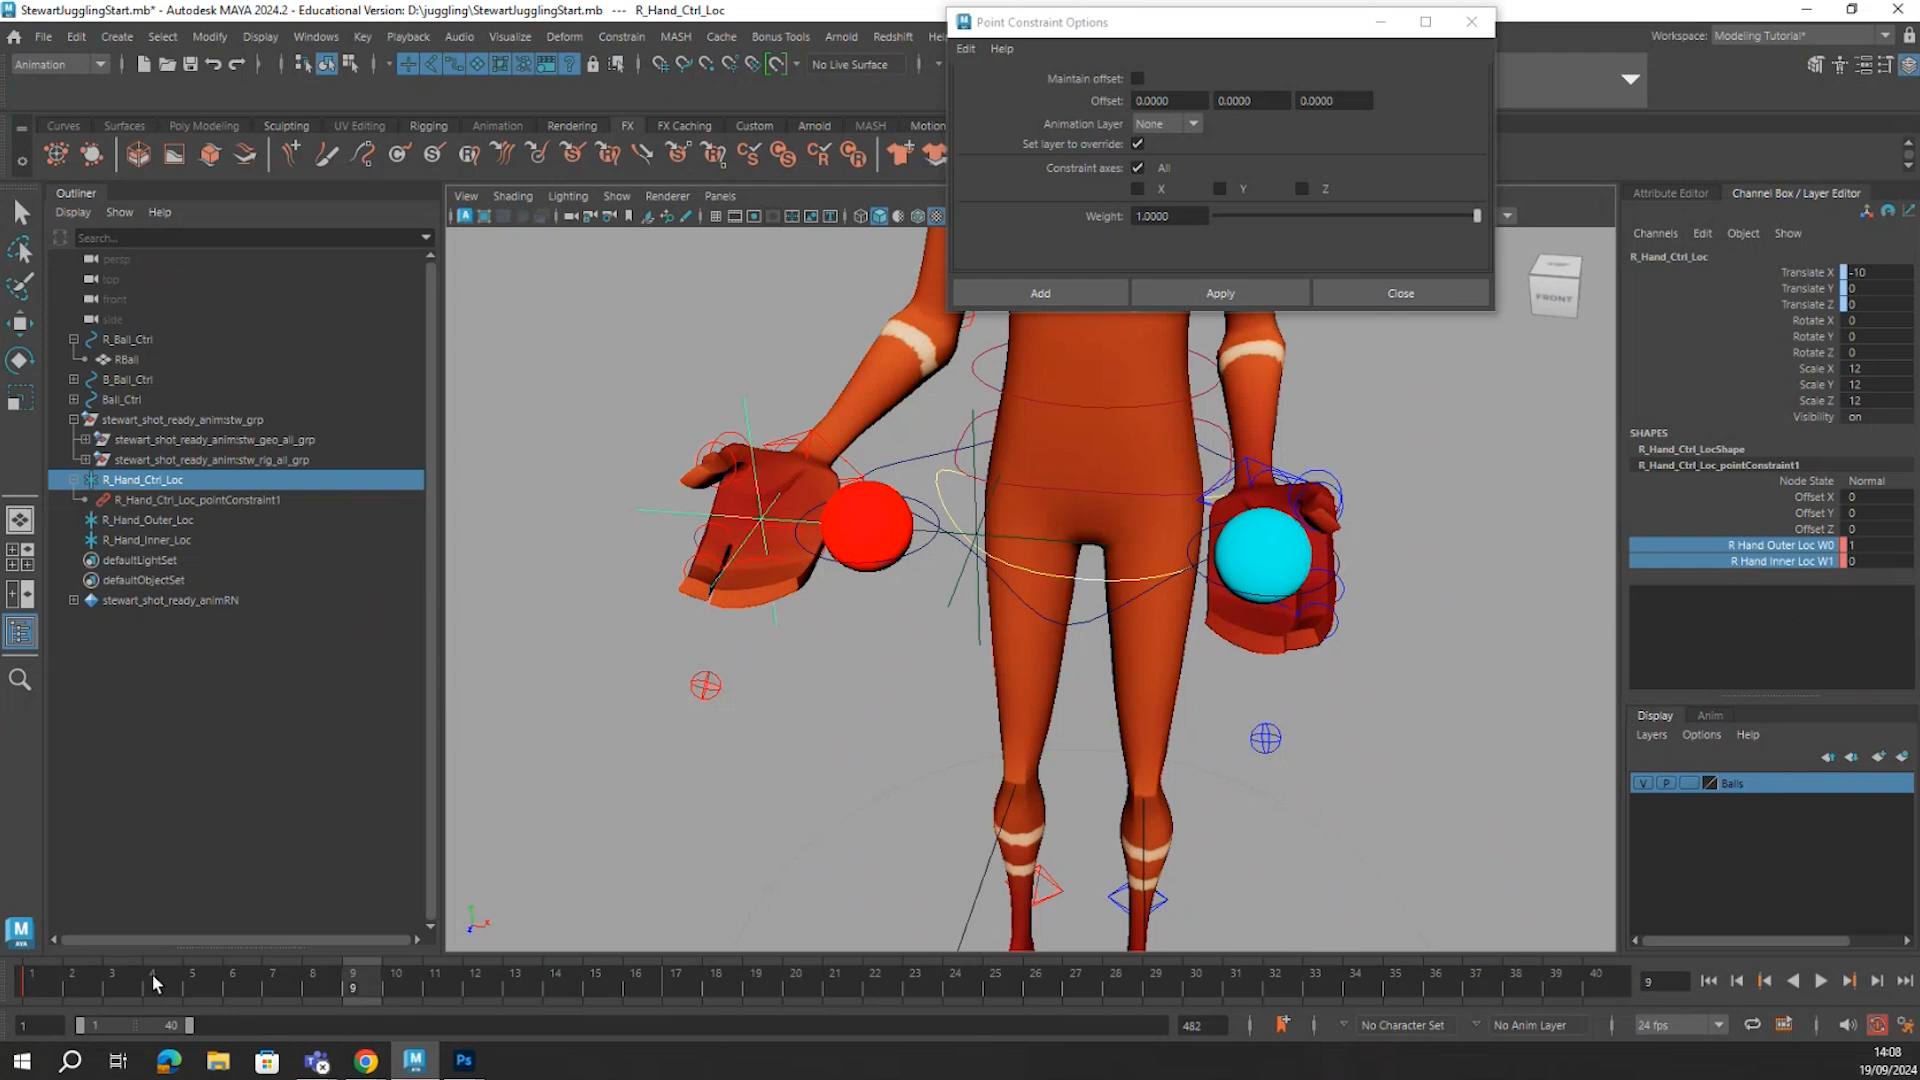 StewartJugglingStart.mb* - Autodesk MAYA 2024.2 - Educational Version: D:\juggling\StewartJugglingStart.mb --- R_Hand_Ctrl_Loc
File Edit Create Select Modify Display Windows Key Playback Audio Visualize Deform Constrain MASH Cache Bonus Tools Arnold Redshift Hel
Workspace: Modeling Tutorial*
Animation
No Live Surface
Curves Surfaces Poly Modeling Sculpting UV Editing Rigging Animation Rendering FX FX Caching Custom Arnold MASH Motion
Point Constraint Options
Edit Help
Maintain offset:
Offset: 0.0000 0.0000 0.0000
Animation Layer None
Set layer to override:
Constraint axes: All
X Y Z
Weight: 1.0000
Add Apply Close
Outliner
Display Show Help
Search...
persp
top
front
side
R_Ball_Ctrl
RBall
B_Ball_Ctrl
Ball_Ctrl
stewart_shot_ready_anim:stw_grp
stewart_shot_ready_anim:stw_geo_all_grp
stewart_shot_ready_anim:stw_rig_all_grp
R_Hand_Ctrl_Loc
R_Hand_Ctrl_Loc_pointConstraint1
R_Hand_Outer_Loc
R_Hand_Inner_Loc
defaultLightSet
defaultObjectSet
stewart_shot_ready_animRN
View Shading Lighting Show Renderer Panels
FRONT
Attribute Editor Channel Box / Layer Editor
Channels Edit Object Show
R_Hand_Ctrl_Loc
Translate X -10
Translate Y 0
Translate Z 0
Rotate X 0
Rotate Y 0
Rotate Z 0
Scale X 12
Scale Y 12
Scale Z 12
Visibility on
SHAPES
R_Hand_Ctrl_LocShape
R_Hand_Ctrl_Loc_pointConstraint1
Node State Normal
Offset X 0
Offset Y 0
Offset Z 0
R Hand Outer Loc W0 1
R Hand Inner Loc W1 0
Display Anim
Layers Options Help
V P Balls
1 2 3 4 5 6 7 8 9 10 11 12 13 14 15 16 17 18 19 20 21 22 23 24 25 26 27 28 29 30 31 32 33 34 35 36 37 38 39 40
9
9
1 1 40 482 No Character Set No Anim Layer 24 fps
14:08
19/09/2024
M
AYA
Ps